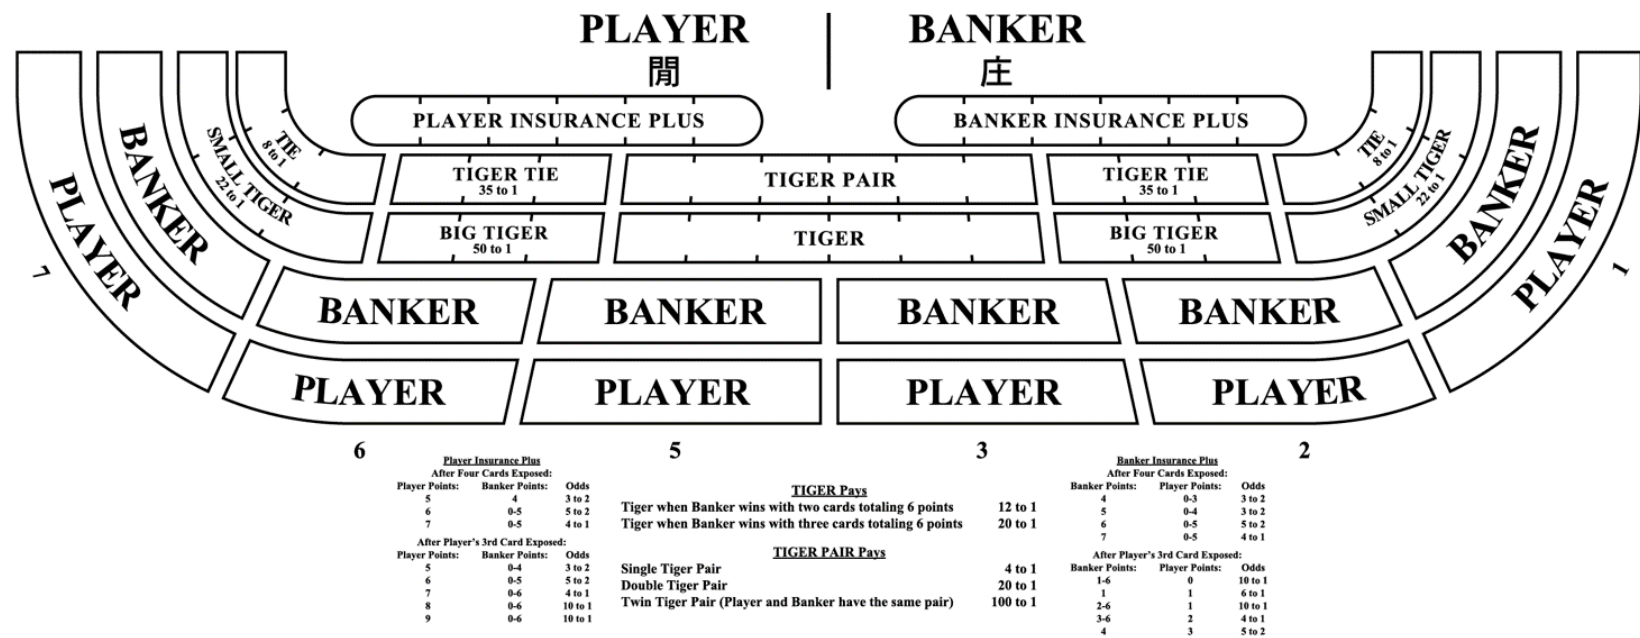 PLAYER
BANKER
閒
庄
PLAYER INSURANCE PLUS
BANKER INSURANCE PLUS
PLAYER
BANKER
SMALL TIGER
22 to 1
TIE
8 to 1
TIGER TIE
35 to 1
TIGER PAIR
TIGER TIE
35 to 1
TIE
8 to 1
SMALL TIGER
22 to 1
BANKER
PLAYER
BIG TIGER
50 to 1
TIGER
BIG TIGER
50 to 1
7
1
BANKER
BANKER
BANKER
BANKER
PLAYER
PLAYER
PLAYER
PLAYER
6
5
3
2
Player Insurance Plus
After Four Cards Exposed:
Player Points: Banker Points: Odds
5 4 3 to 2
6 0-5 5 to 2
7 0-5 4 to 1
After Player's 3rd Card Exposed:
Player Points: Banker Points: Odds
5 0-4 3 to 2
6 0-5 5 to 2
7 0-6 4 to 1
8 0-6 10 to 1
9 0-6 10 to 1
TIGER Pays
Tiger when Banker wins with two cards totaling 6 points 12 to 1
Tiger when Banker wins with three cards totaling 6 points 20 to 1
TIGER PAIR Pays
Single Tiger Pair 4 to 1
Double Tiger Pair 20 to 1
Twin Tiger Pair (Player and Banker have the same pair) 100 to 1
Banker Insurance Plus
After Four Cards Exposed:
Banker Points: Player Points: Odds
4 0-3 3 to 2
5 0-4 3 to 2
6 0-5 5 to 2
7 0-5 4 to 1
After Player's 3rd Card Exposed:
Banker Points: Player Points: Odds
1-6 0 10 to 1
1 1 6 to 1
2-6 1 10 to 1
3-6 2 4 to 1
4 3 5 to 2